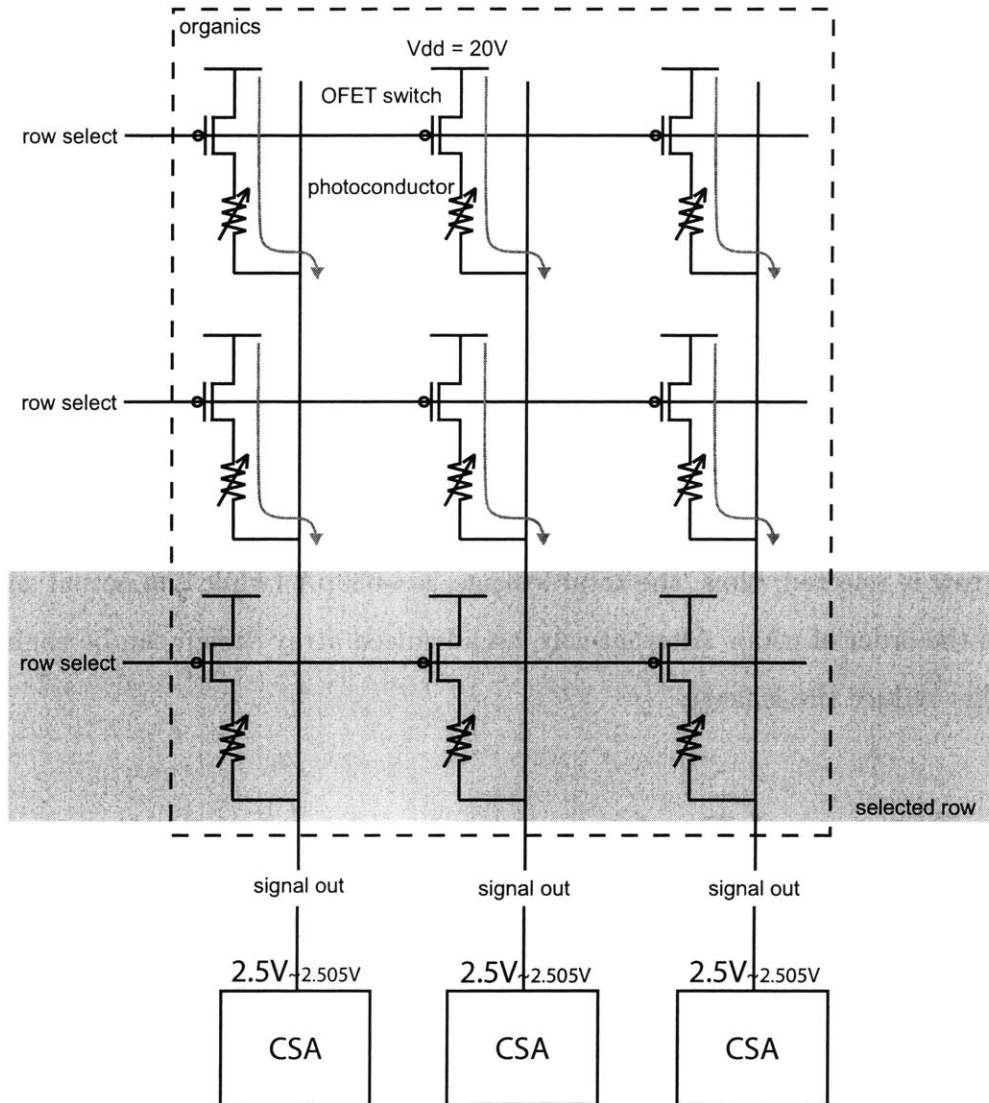 organics
Vdd = 20V
OFET switch
row select
photoconductor
row select
row select
selected row
signal out
signal out
signal out
2.5V~2.505V
2.5V~2.505V
2.5V~2.505V
CSA
CSA
CSA